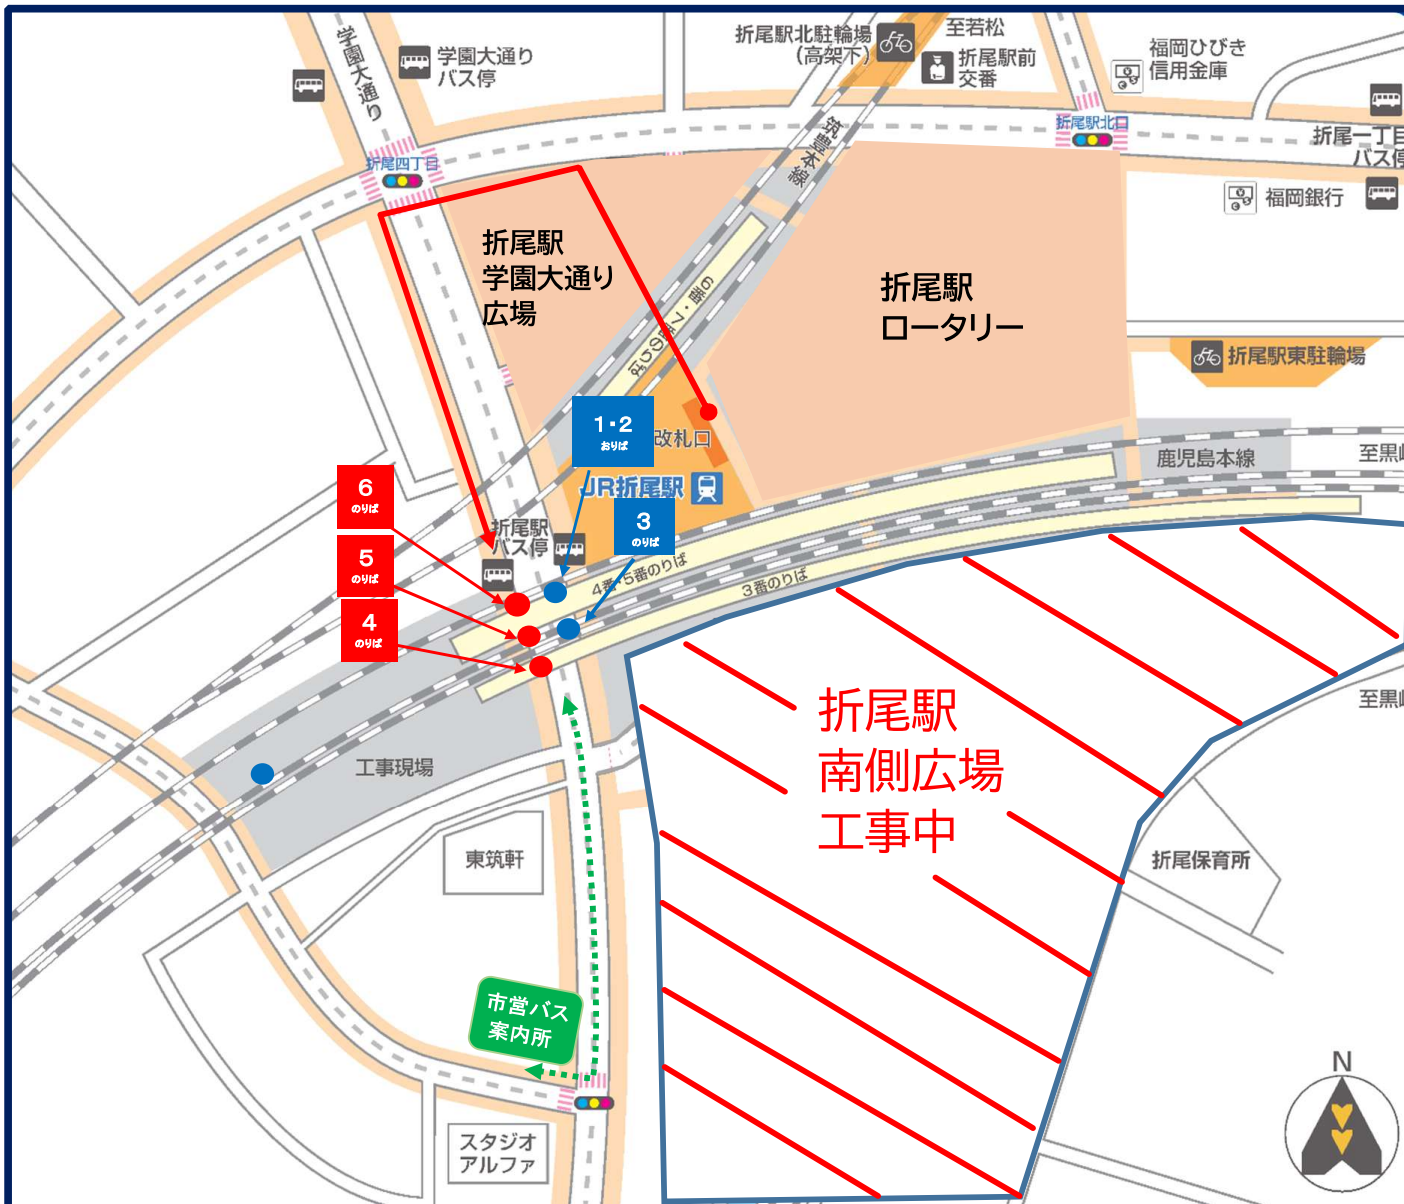 学園大通り
学園大通り
バス停
折尾駅北駐輪場
(高架下)
至若松
折尾駅前
交番
福岡ひびき
信用金庫
折尾駅北口
折尾一丁目
バス停
折尾四丁目
筑豊本線
福岡銀行
折尾駅
学園大通り
広場
折尾駅
ロータリー
6番・7番のりば
折尾駅東駐輪場
1・2
おりば
改札口
JR折尾駅
鹿児島本線
至黒崎
6
のりば
3
のりば
折尾駅
バス停
5
のりば
4番・5番のりば
3番のりば
4
のりば
折尾駅
南側広場
工事中
至黒崎
工事現場
東筑軒
折尾保育所
市営バス
案内所
スタジオ
アルファ
N